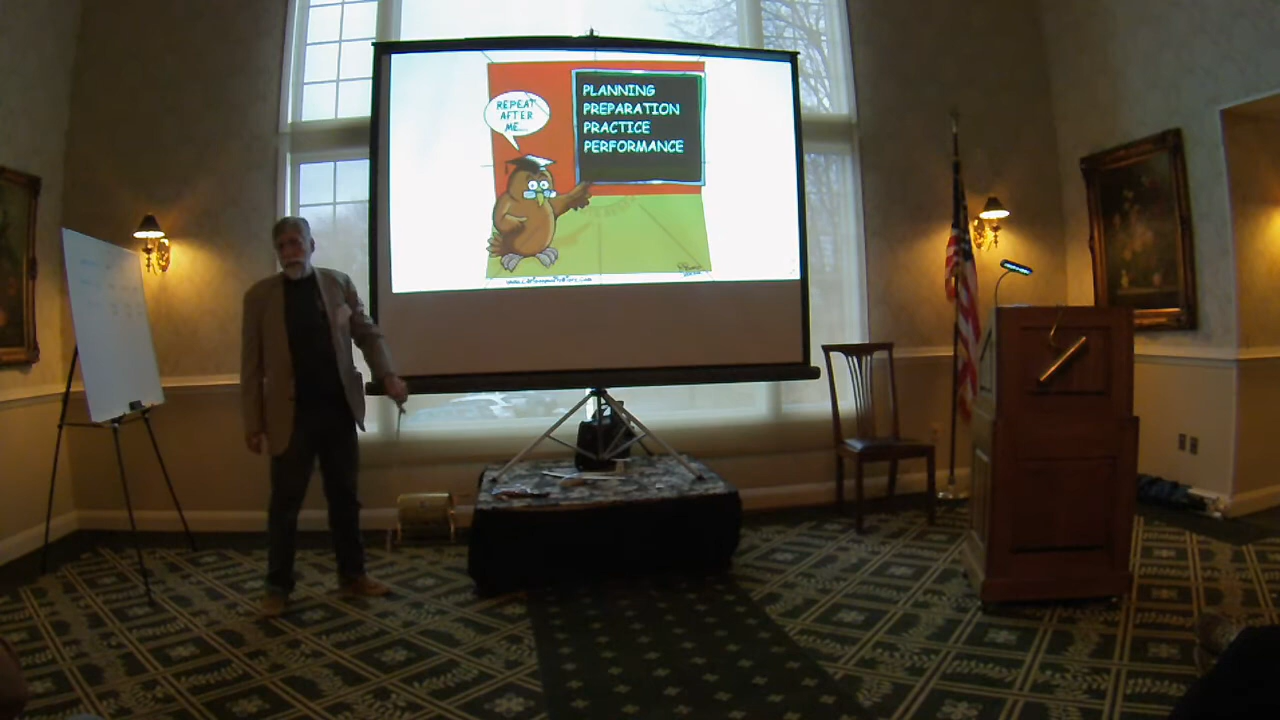 REPEAT
AFTER
ME...
PLANNING
PREPARATION
PRACTICE
PERFORMANCE